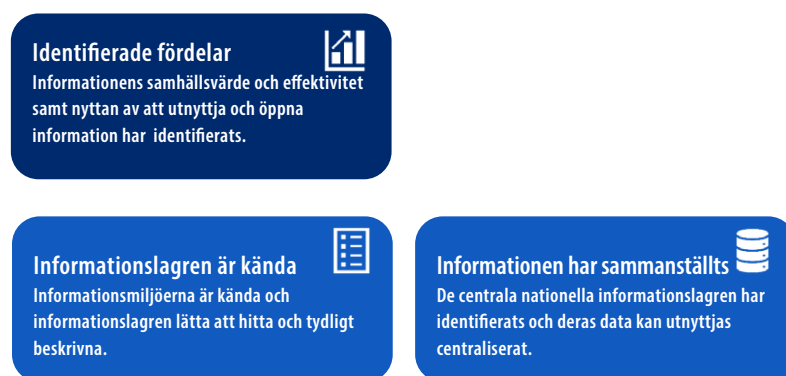 Identifierade fördelar
Informationens samhällsvärde och effektivitet
samt nyttan av att utnyttja och öppna
information har identifierats.
Informationslagren är kända
Informationsmiljöerna är kända och
informationslagren lätta att hitta och tydligt
beskrivna.
Informationen har sammanställts
De centrala nationella informationslagren har
identifierats och deras data kan utnyttjas
centraliserat.